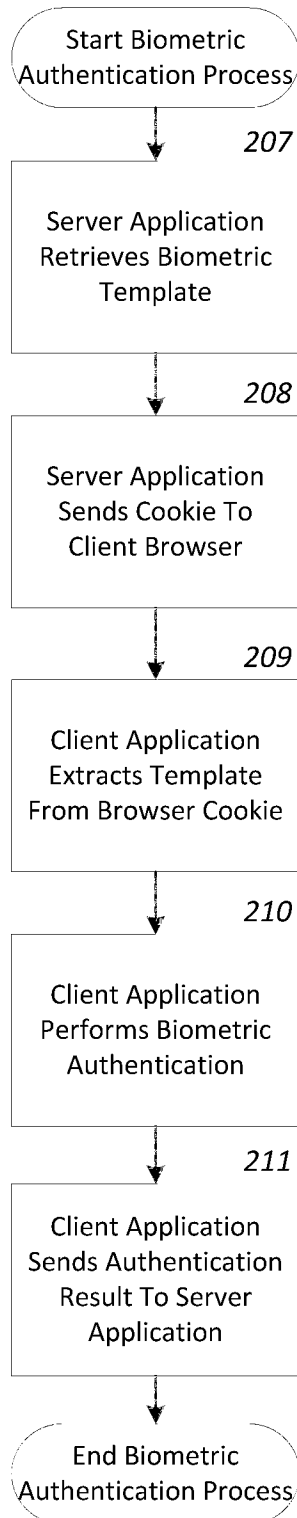 Start Biometric
Authentication Process
207
Server Application
Retrieves Biometric
Template
208
Server Application
Sends Cookie To
Client Browser
209
Client Application
Extracts Template
From Browser Cookie
210
Client Application
Performs Biometric
Authentication
211
Client Application
Sends Authentication
Result To Server
Application
End Biometric
Authentication Process